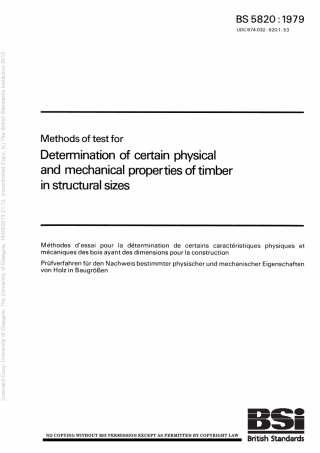 BS 5820 : 1979
UDC 674.032 : 620.1 : 53
Methods of test for
Determination of certain physical
and mechanical properties of timber
in structural sizes
Méthodes d'essai pour la détermination de certains caractéristiques physiques et
mécaniques des bois ayant des dimensions pour la construction
Prüfverfahren für den Nachweis bestimmter physischer und mechanischer Eigenschaften
von Holz in Baugrößen
Licensed Copy: University of Glasgow, The University of Glasgow, 14/09/2013 21:12, Uncontrolled Copy, (c) The British Standards Institution 2013
NO COPYING WITHOUT BSI PERMISSION EXCEPT AS PERMITTED BY COPYRIGHT LAW
BSi
British Standards